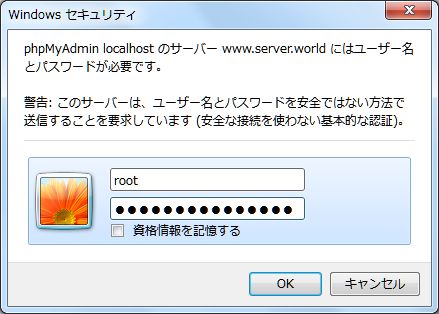 Windows セキュリティ
phpMyAdmin localhost のサーバー www.server.world にはユーザー名
とパスワードが必要です。
警告: このサーバーは、ユーザー名とパスワードを安全ではない方法で
送信することを要求しています (安全な接続を使わない基本的な認証)。
root
●●●●●●●●●●●●●●●
資格情報を記憶する
OK
キャンセル